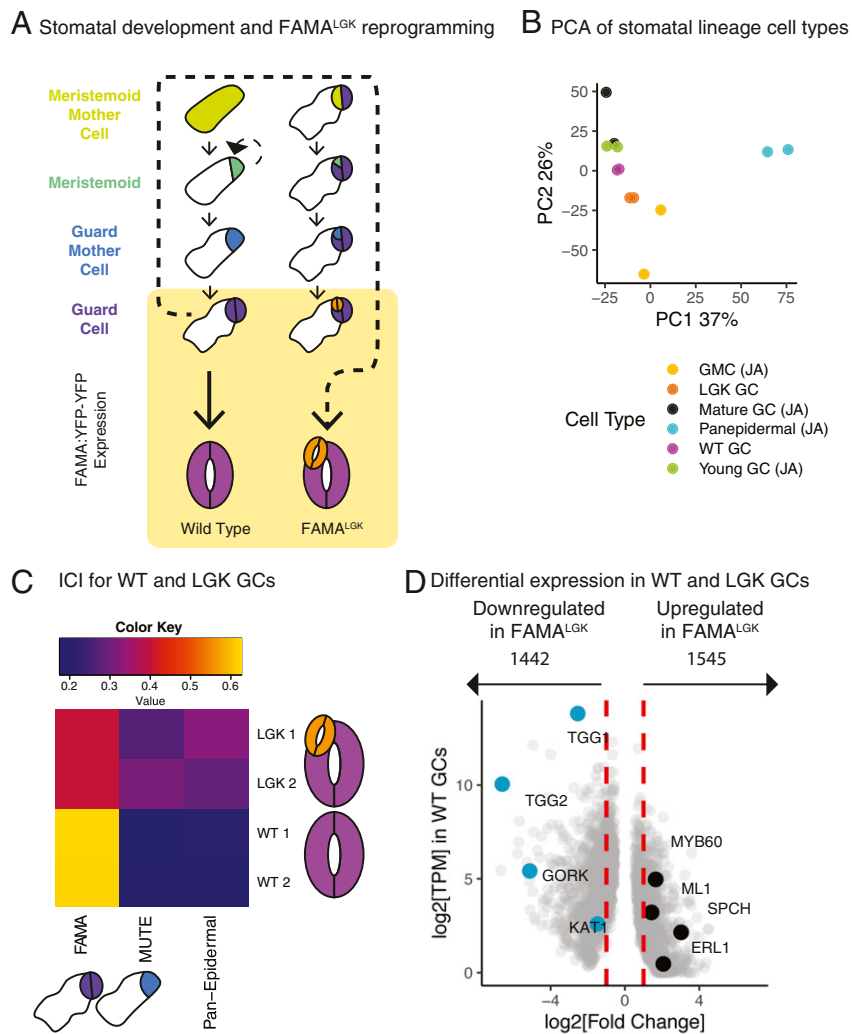 A Stomatal development and FAMA^LGK reprogramming
Meristemoid
Mother
Cell
Meristemoid
Guard
Mother
Cell
Guard
Cell
FAMA:YFP-YFP
Expression
Wild Type
FAMA^LGK
B PCA of stomatal lineage cell types
50
25
0
−25
−50
PC2 26%
−25 0 25 50 75
PC1 37%
Cell Type
GMC (JA)
LGK GC
Mature GC (JA)
Panepidermal (JA)
WT GC
Young GC (JA)
C ICI for WT and LGK GCs
Color Key
0.2 0.3 0.4 0.5 0.6
Value
LGK 1
LGK 2
WT 1
WT 2
FAMA
MUTE
Pan−Epidermal
D Differential expression in WT and LGK GCs
Downregulated
in FAMA^LGK
1442
Upregulated
in FAMA^LGK
1545
log2[TPM] in WT GCs
10
5
0
TGG1
TGG2
GORK
KAT1
MYB60
ML1
SPCH
ERL1
−4 0 4
log2[Fold Change]